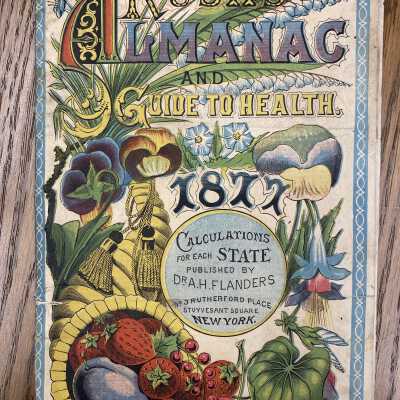 ALMANAC
AND
GUIDE TO HEALTH.
1877
CALCULATIONS
FOR EACH STATE
PUBLISHED BY
DR. A. H. FLANDERS
No 3 RUTHERFORD PLACE
STUYVESANT SQUARE
NEW YORK.